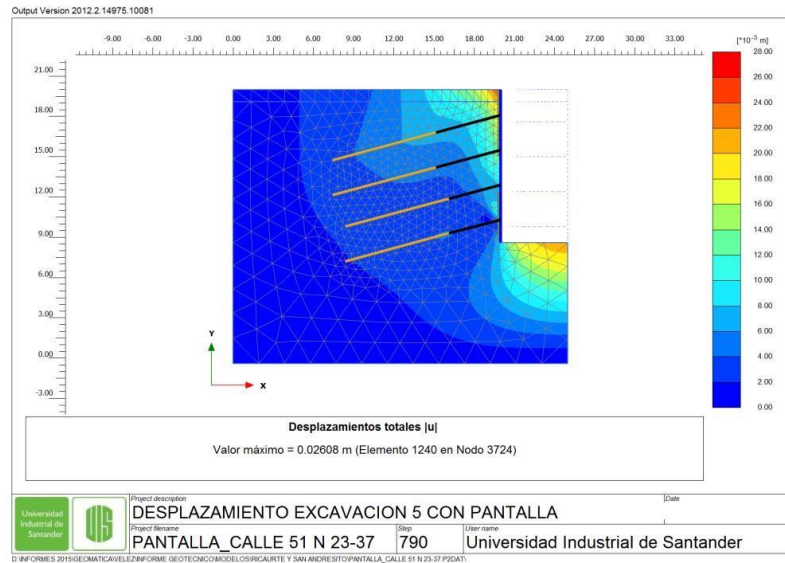 Output Version 2012.2.14975.10081
-9.00 -6.00 -3.00 0.00 3.00 6.00 9.00 12.00 15.00 18.00 21.00 24.00 27.00 30.00 33.00
[*10⁻³ m]
28.00
26.00
24.00
22.00
20.00
18.00
16.00
14.00
12.00
10.00
8.00
6.00
4.00
2.00
0.00
21.00
18.00
15.00
12.00
9.00
6.00
3.00
0.00
-3.00
Y
x
Desplazamientos totales |u|
Valor máximo = 0.02608 m (Elemento 1240 en Nodo 3724)
Universidad
Industrial de
Santander
UIS
Project description
DESPLAZAMIENTO EXCAVACION 5 CON PANTALLA
Date
Project filename
PANTALLA_CALLE 51 N 23-37
Step
790
User name
Universidad Industrial de Santander
D:\INFORMES 2015\GEOMATICA\VELEZ\INFORME GEOTECNICO\MODELOS\RICAURTE Y SAN ANDRESITO\PANTALLA_CALLE 51 N 23-37.P2DAT\